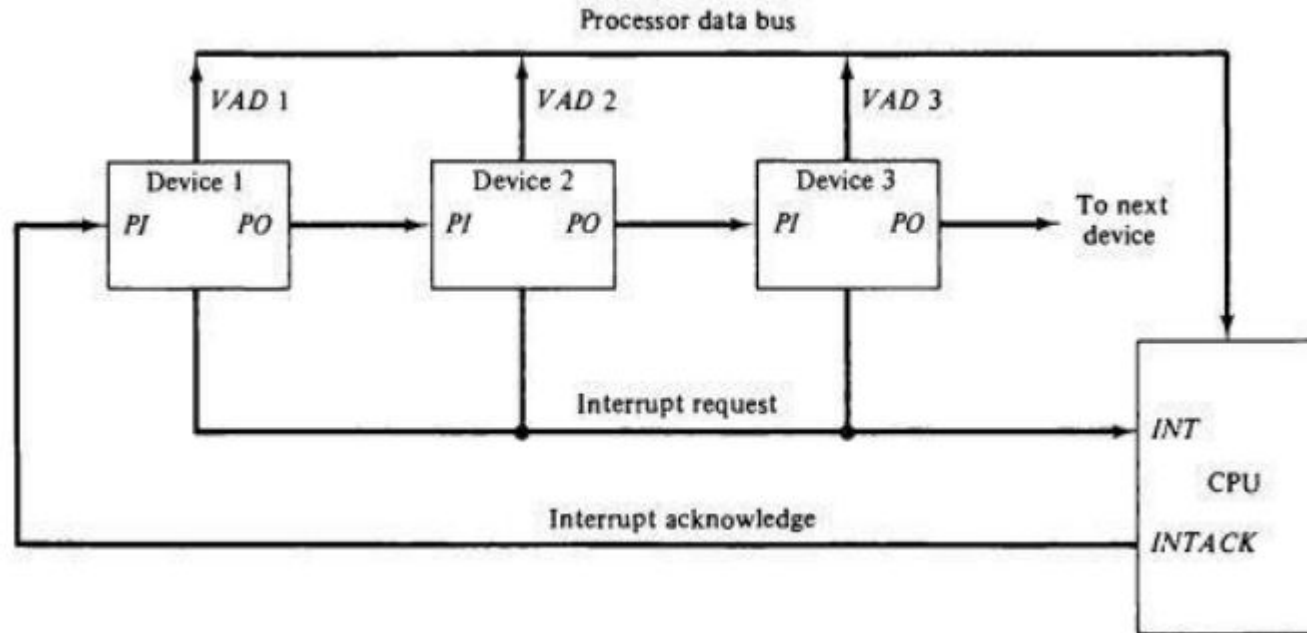 Processor data bus
VAD 1
VAD 2
VAD 3
Device 1
Device 2
Device 3
PI
PO
PI
PO
PI
PO
To next
device
Interrupt request
INT
CPU
Interrupt acknowledge
INTACK